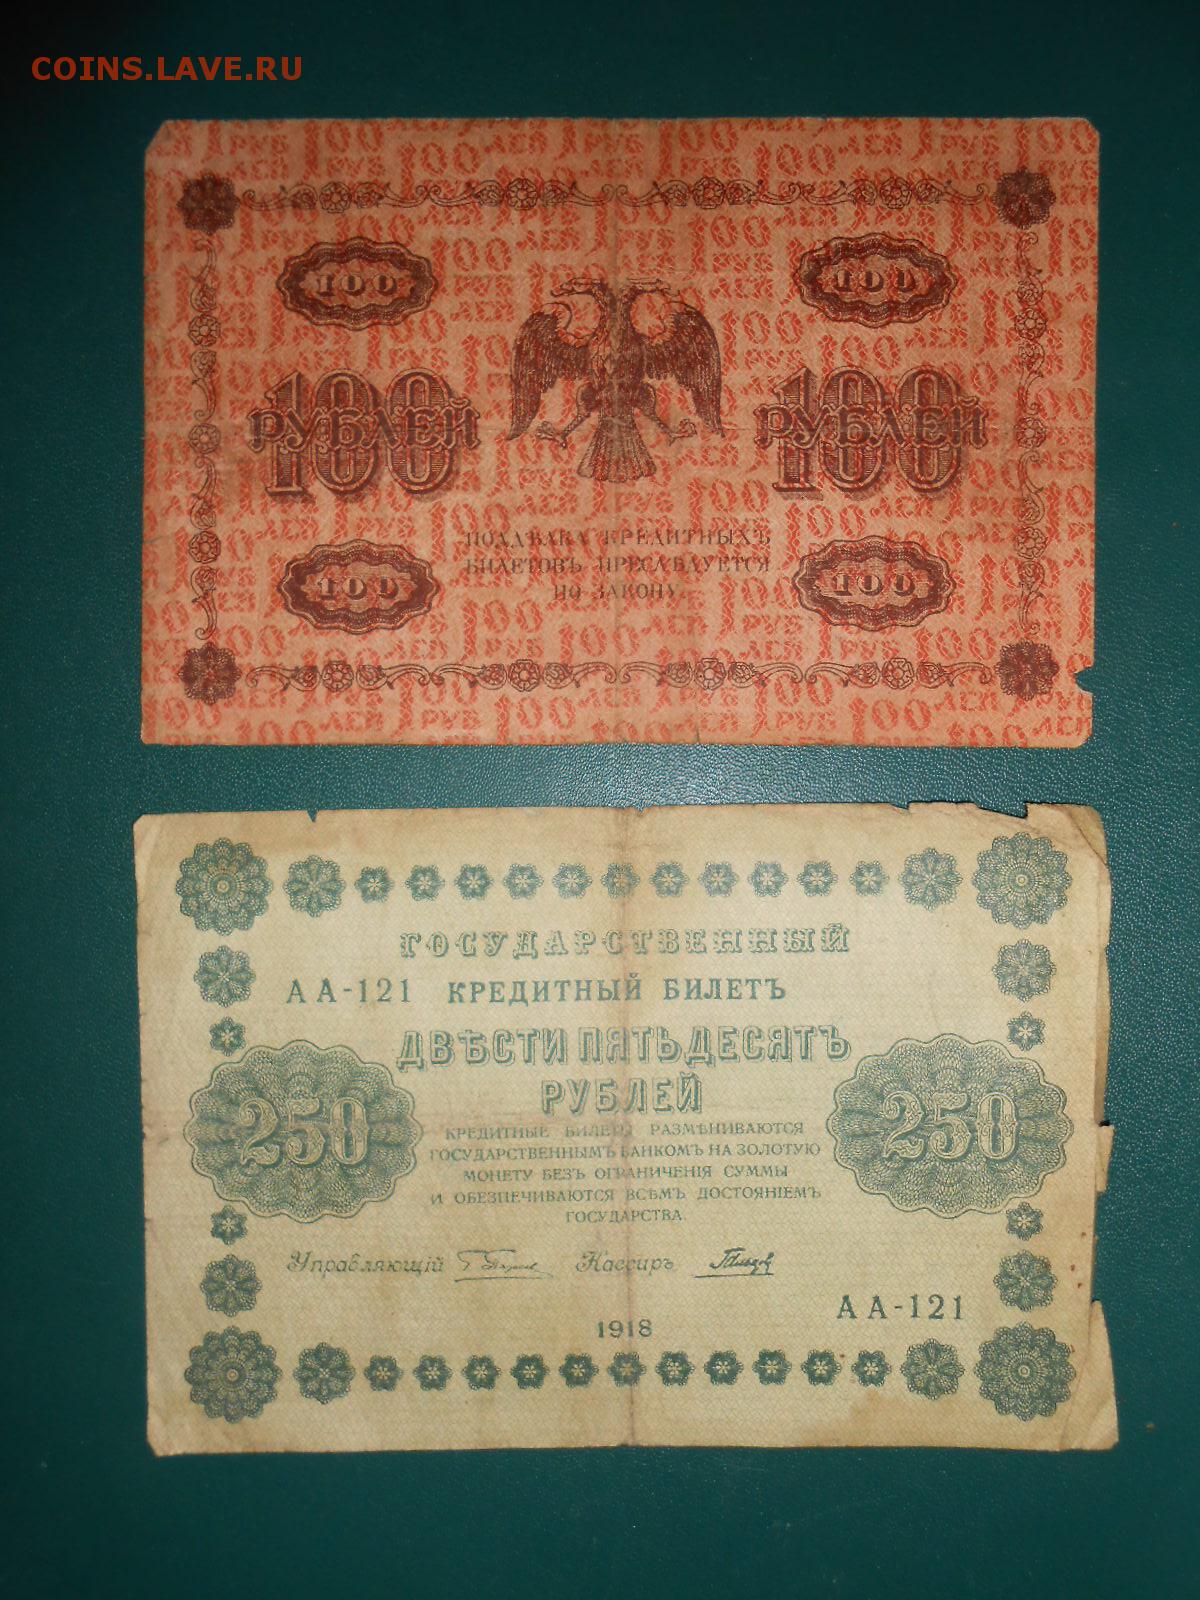 COINS.LAVE.RU
100 100
100 РУБЛЕЙ 100 РУБЛЕЙ
ПОДДѢЛКА КРЕДИТНЫХЪ
БИЛЕТОВЪ ПРЕСЛѢДУЕТСЯ
ПО ЗАКОНУ.
100 100
ГОСУДАРСТВЕННЫЙ
АА-121 КРЕДИТНЫЙ БИЛЕТЪ
ДВѢСТИ ПЯТЬДЕСЯТЪ
РУБЛЕЙ
250 250
КРЕДИТНЫЕ БИЛЕТЫ РАЗМѢНИВАЮТСЯ
ГОСУДАРСТВЕННЫМЪ БАНКОМЪ НА ЗОЛОТУЮ
МОНЕТУ БЕЗЪ ОГРАНИЧЕНІЯ СУММЫ
И ОБЕЗПЕЧИВАЮТСЯ ВСѢМЪ ДОСТОЯНІЕМЪ
ГОСУДАРСТВА.
Управляющій Кассиръ
АА-121
1918